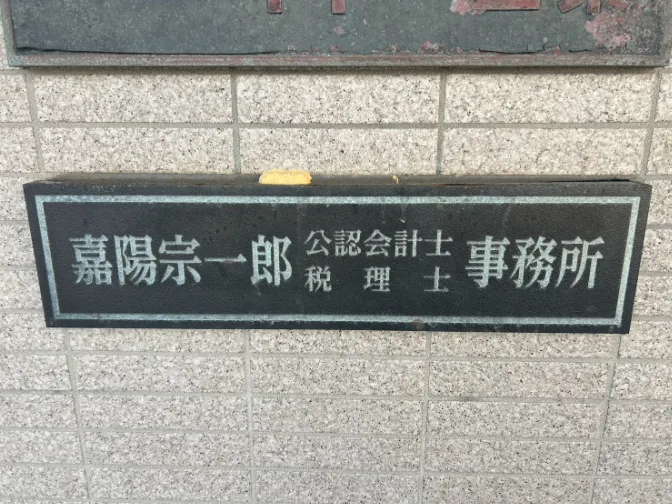 嘉陽宗一郎 公認会計士 税理士 事務所